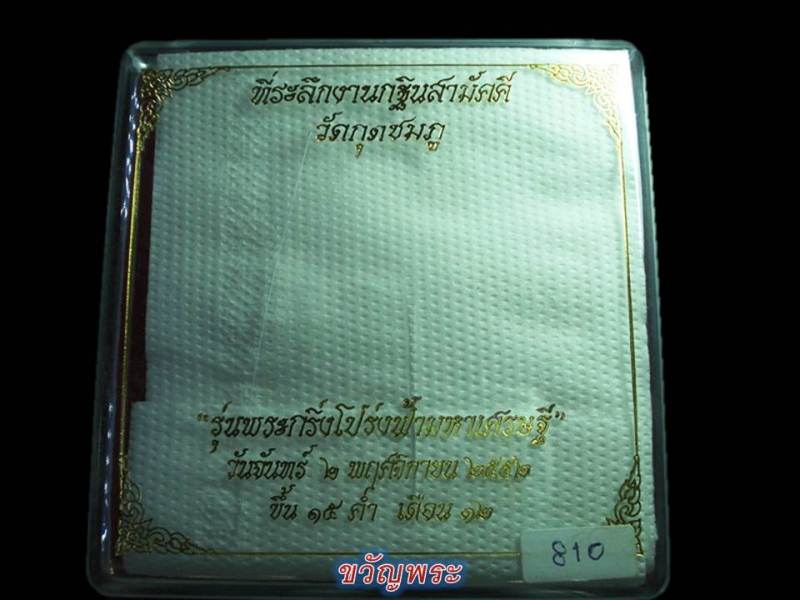 ที่ระลึกงานกฐินสามัคคี
วัดกุดชมภู
"รุ่นพระกริ่งโปร่งฟ้ามหาเศรษฐี"
วันจันทร์ ๒ พฤศจิกายน ๒๕๕๒
ขึ้น ๑๕ ค่ำ เดือน ๑๒
810
ขวัญพระ